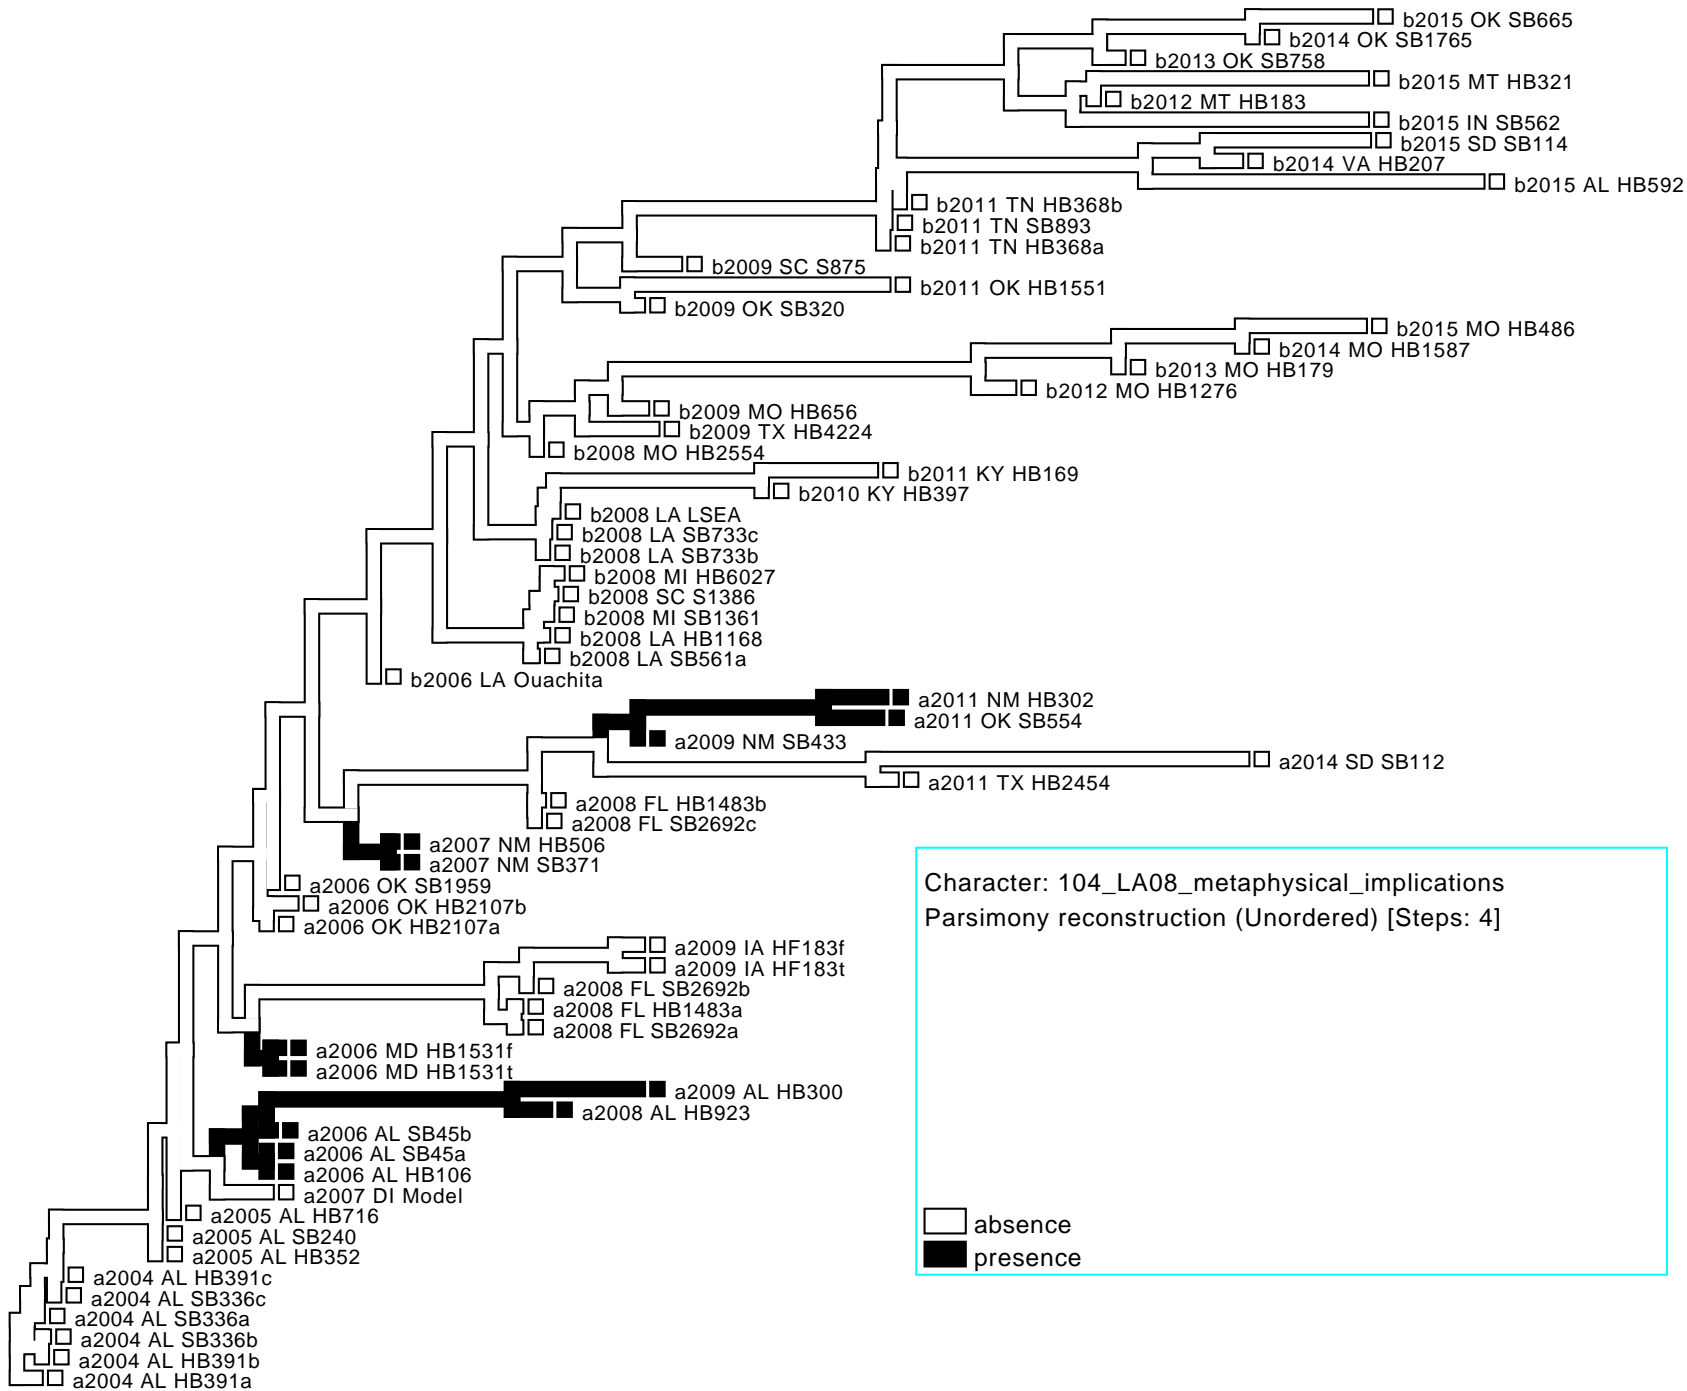 b2015 OK SB665
b2014 OK SB1765
b2013 OK SB758
b2015 MT HB321
b2012 MT HB183
b2015 IN SB562
b2015 SD SB114
b2014 VA HB207
b2015 AL HB592
b2011 TN HB368b
b2011 TN SB893
b2011 TN HB368a
b2009 SC S875
b2011 OK HB1551
b2009 OK SB320
b2015 MO HB486
b2014 MO HB1587
b2013 MO HB179
b2012 MO HB1276
b2009 MO HB656
b2009 TX HB4224
b2008 MO HB2554
b2011 KY HB169
b2010 KY HB397
b2008 LA LSEA
b2008 LA SB733c
b2008 LA SB733b
b2008 MI HB6027
b2008 SC S1386
b2008 MI SB1361
b2008 LA HB1168
b2008 LA SB561a
b2006 LA Ouachita
a2011 NM HB302
a2011 OK SB554
a2009 NM SB433
a2014 SD SB112
a2011 TX HB2454
a2008 FL HB1483b
a2008 FL SB2692c
a2007 NM HB506
a2007 NM SB371
a2006 OK SB1959
a2006 OK HB2107b
a2006 OK HB2107a
a2009 IA HF183f
a2009 IA HF183t
a2008 FL SB2692b
a2008 FL HB1483a
a2008 FL SB2692a
a2006 MD HB1531f
a2006 MD HB1531t
a2009 AL HB300
a2008 AL HB923
a2006 AL SB45b
a2006 AL SB45a
a2006 AL HB106
a2007 DI Model
a2005 AL HB716
a2005 AL SB240
a2005 AL HB352
a2004 AL HB391c
a2004 AL SB336c
a2004 AL SB336a
a2004 AL SB336b
a2004 AL HB391b
a2004 AL HB391a
Character: 104_LA08_metaphysical_implications
Parsimony reconstruction (Unordered) [Steps: 4]
absence
presence